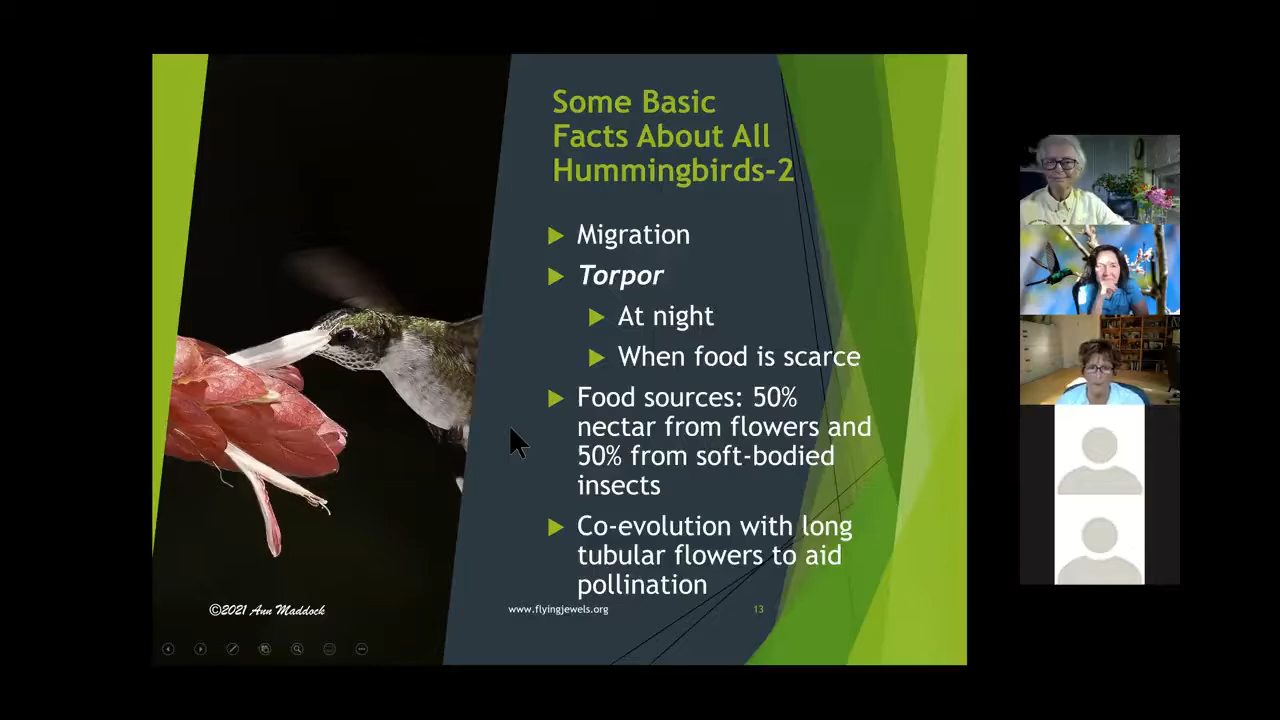 Some Basic
Facts About All
Hummingbirds-2
Migration
Torpor
At night
When food is scarce
Food sources: 50%
nectar from flowers and
50% from soft-bodied
insects
Co-evolution with long
tubular flowers to aid
pollination
©2021 Ann Maddock
www.flyingjewels.org
13